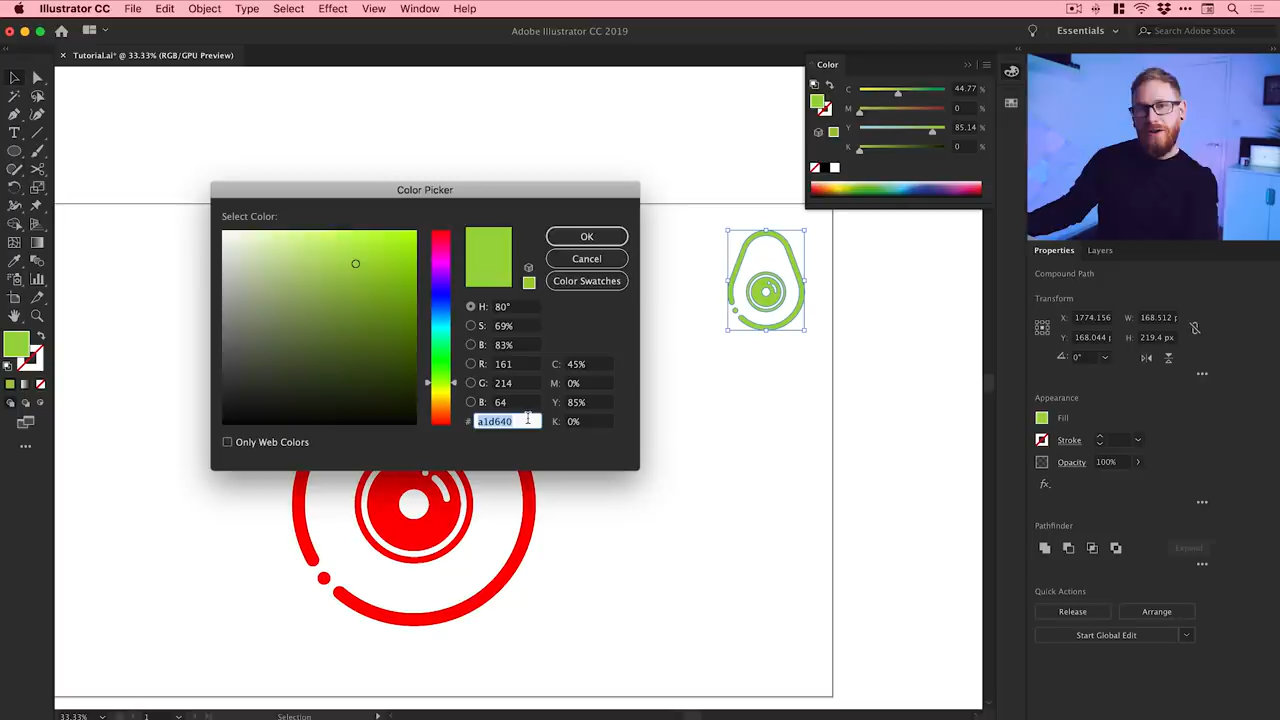 Illustrator CC File Edit Object Type Select Effect View Window Help
Adobe Illustrator CC 2019
Essentials
Search Adobe Stock
Tutorial.ai* @ 33.33% (RGB/GPU Preview)
Color
C 44.77 %
M 0 %
Y 85.14 %
K 0 %
Color Picker
Select Color:
OK
Cancel
Color Swatches
H: 80°
S: 69%
B: 83%
R: 161 C: 45%
G: 214 M: 0%
B: 64 Y: 85%
# a1d640 K: 0%
Only Web Colors
Properties Layers
Compound Path
Transform
X: 1774.156 W: 168.512 p
Y: 168.044 p H: 219.4 px
0°
Appearance
Fill
Stroke
Opacity 100%
fx.
Pathfinder
Expand
Quick Actions
Release Arrange
Start Global Edit
33.33% 1 Selection